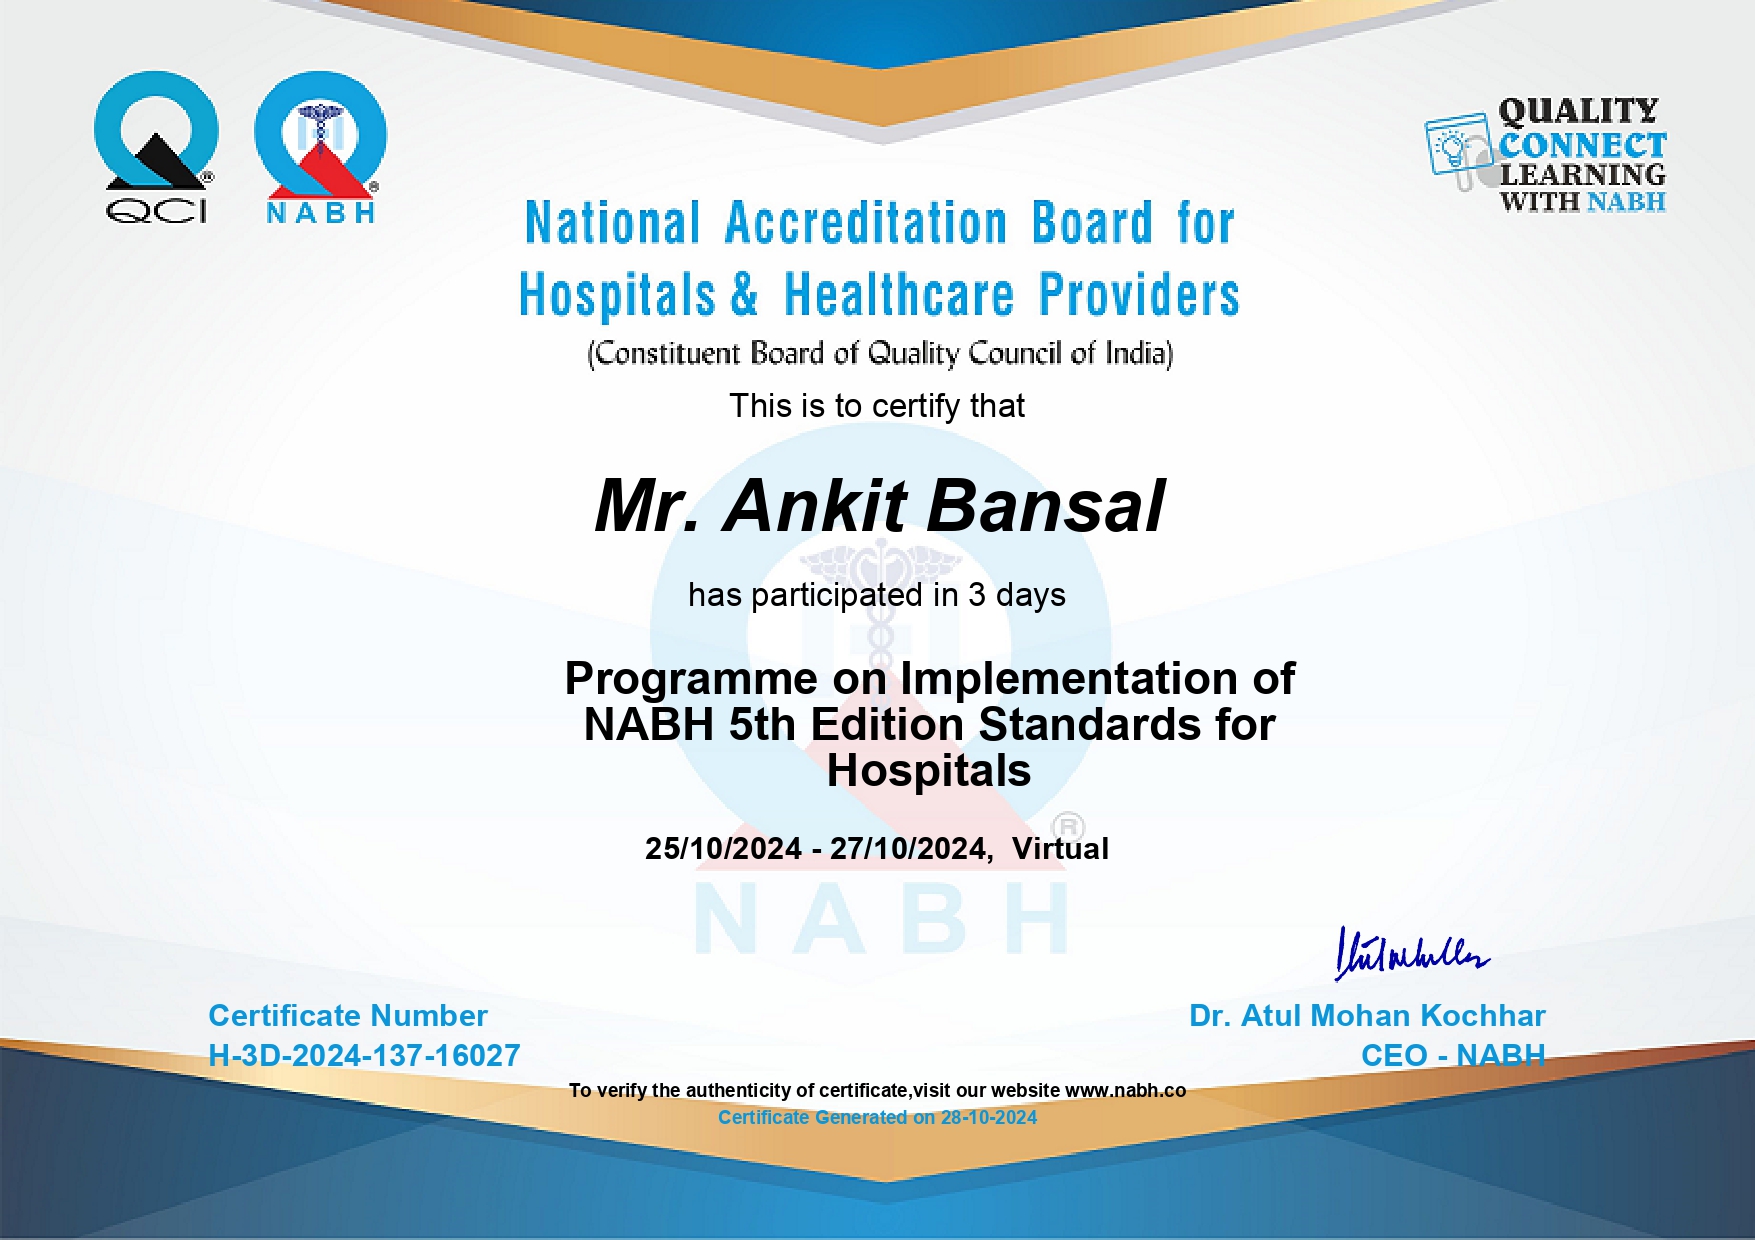 QCI
®
NABH
®
QUALITY
CONNECT
LEARNING
WITH NABH
National Accreditation Board for
Hospitals & Healthcare Providers
(Constituent Board of Quality Council of India)
This is to certify that
Mr. Ankit Bansal
has participated in 3 days
Programme on Implementation of
NABH 5th Edition Standards for
Hospitals
®
25/10/2024 - 27/10/2024,  Virtual
NABH
Certificate Number
H-3D-2024-137-16027
Dr. Atul Mohan Kochhar
CEO - NABH
To verify the authenticity of certificate,visit our website www.nabh.co
Certificate Generated on 28-10-2024